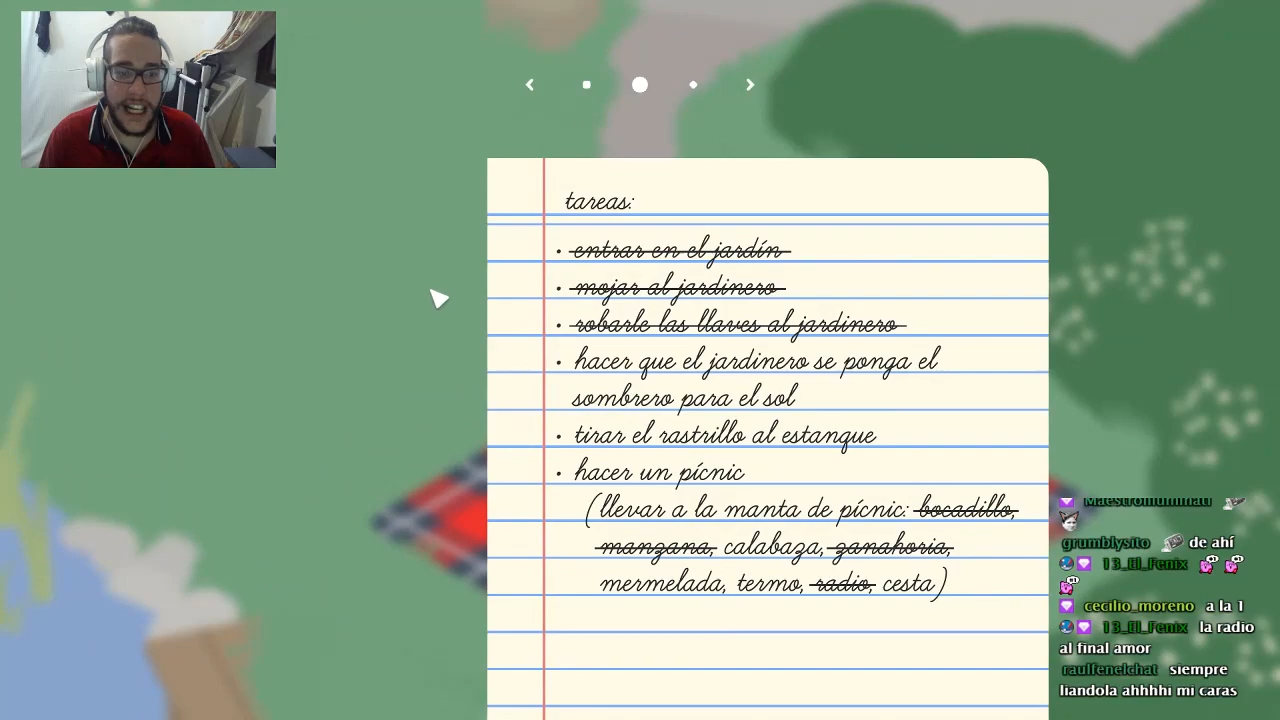 tareas:
• entrar en el jardín
• mojar al jardinero
• robarle las llaves al jardinero
• hacer que el jardinero se ponga el
sombrero para el sol
• tirar el rastrillo al estanque
• hacer un pícnic
(llevar a la manta de pícnic: bocadillo,
manzana, calabaza, zanahoria,
mermelada, termo, radio, cesta)
grumblysito de ahí
13_El_Fenix
cecilio_moreno a la 1
13_El_Fenix la radio
al final amor
raulfenelchat siempre
liandola ahhhhi mi caras